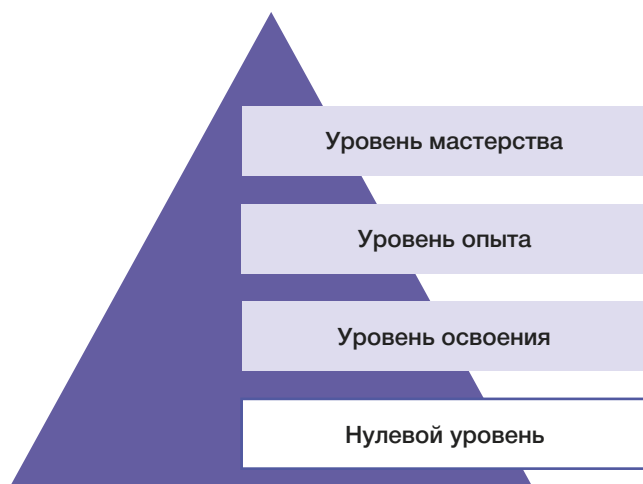 Уровень мастерства
Уровень опыта
Уровень освоения
Нулевой уровень